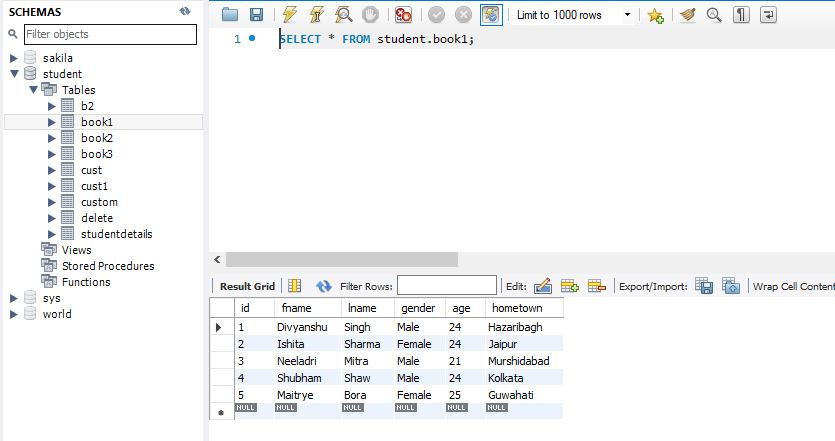 SCHEMAS
Filter objects
sakila
student
Tables
b2
book1
book2
book3
cust
cust1
custom
delete
studentdetails
Views
Stored Procedures
Functions
sys
world
Limit to 1000 rows
1 SELECT * FROM student.book1;
Result Grid Filter Rows: Edit: Export/Import: Wrap Cell Content
id fname lname gender age hometown
1 Divyanshu Singh Male 24 Hazaribagh
2 Ishita Sharma Female 24 Jaipur
3 Neeladri Mitra Male 21 Murshidabad
4 Shubham Shaw Male 24 Kolkata
5 Maitrye Bora Female 25 Guwahati
NULL NULL NULL NULL NULL NULL